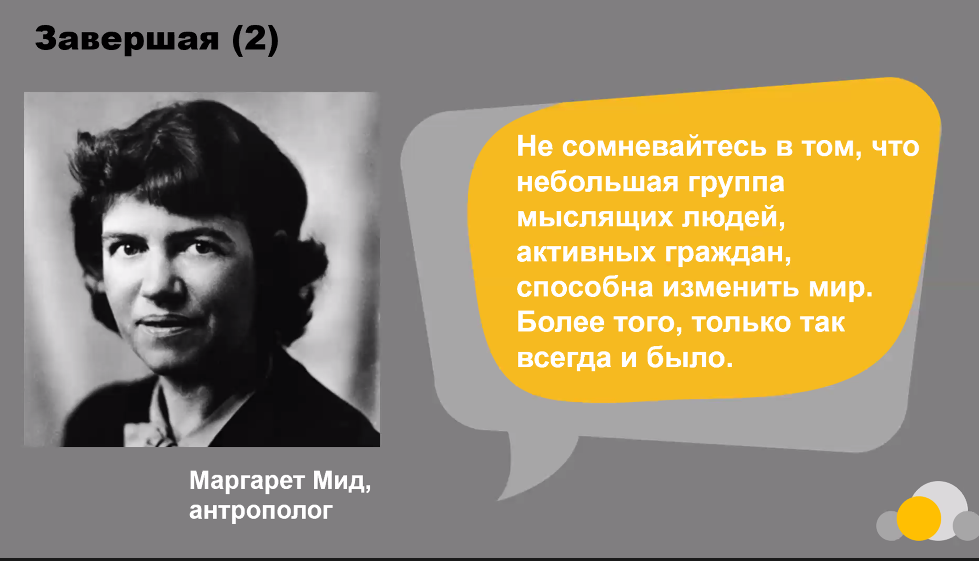 Завершая (2)
Не сомневайтесь в том, что
небольшая группа
мыслящих людей,
активных граждан,
способна изменить мир.
Более того, только так
всегда и было.
Маргарет Мид,
антрополог